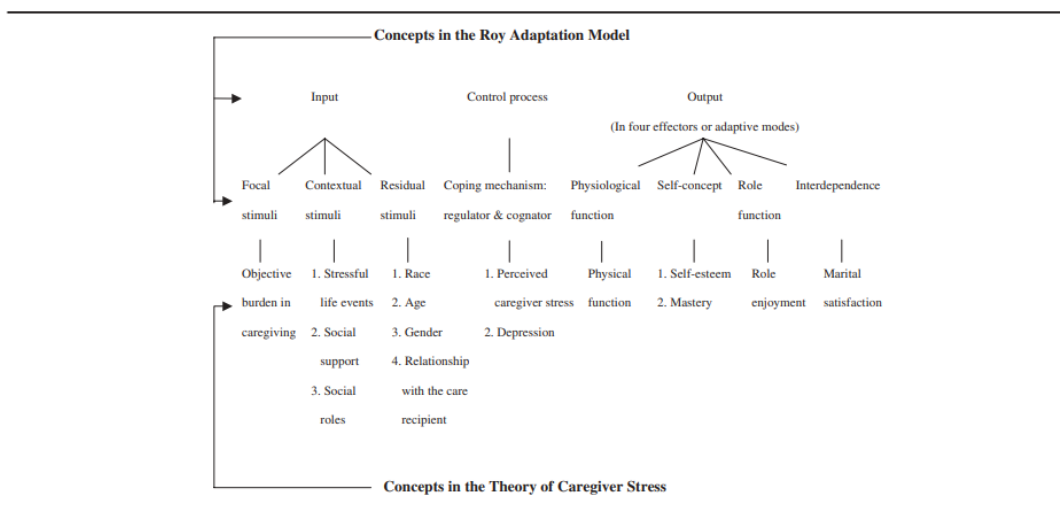 Concepts in the Roy Adaptation Model
Input Control process Output
(In four effectors or adaptive modes)
Focal Contextual Residual Coping mechanism: Physiological Self-concept Role Interdependence
stimuli stimuli stimuli regulator & cognator function function
Objective 1. Stressful 1. Race 1. Perceived Physical 1. Self-esteem Role Marital
burden in life events 2. Age caregiver stress function 2. Mastery enjoyment satisfaction
caregiving 2. Social 3. Gender 2. Depression
support 4. Relationship
3. Social with the care
roles recipient
Concepts in the Theory of Caregiver Stress